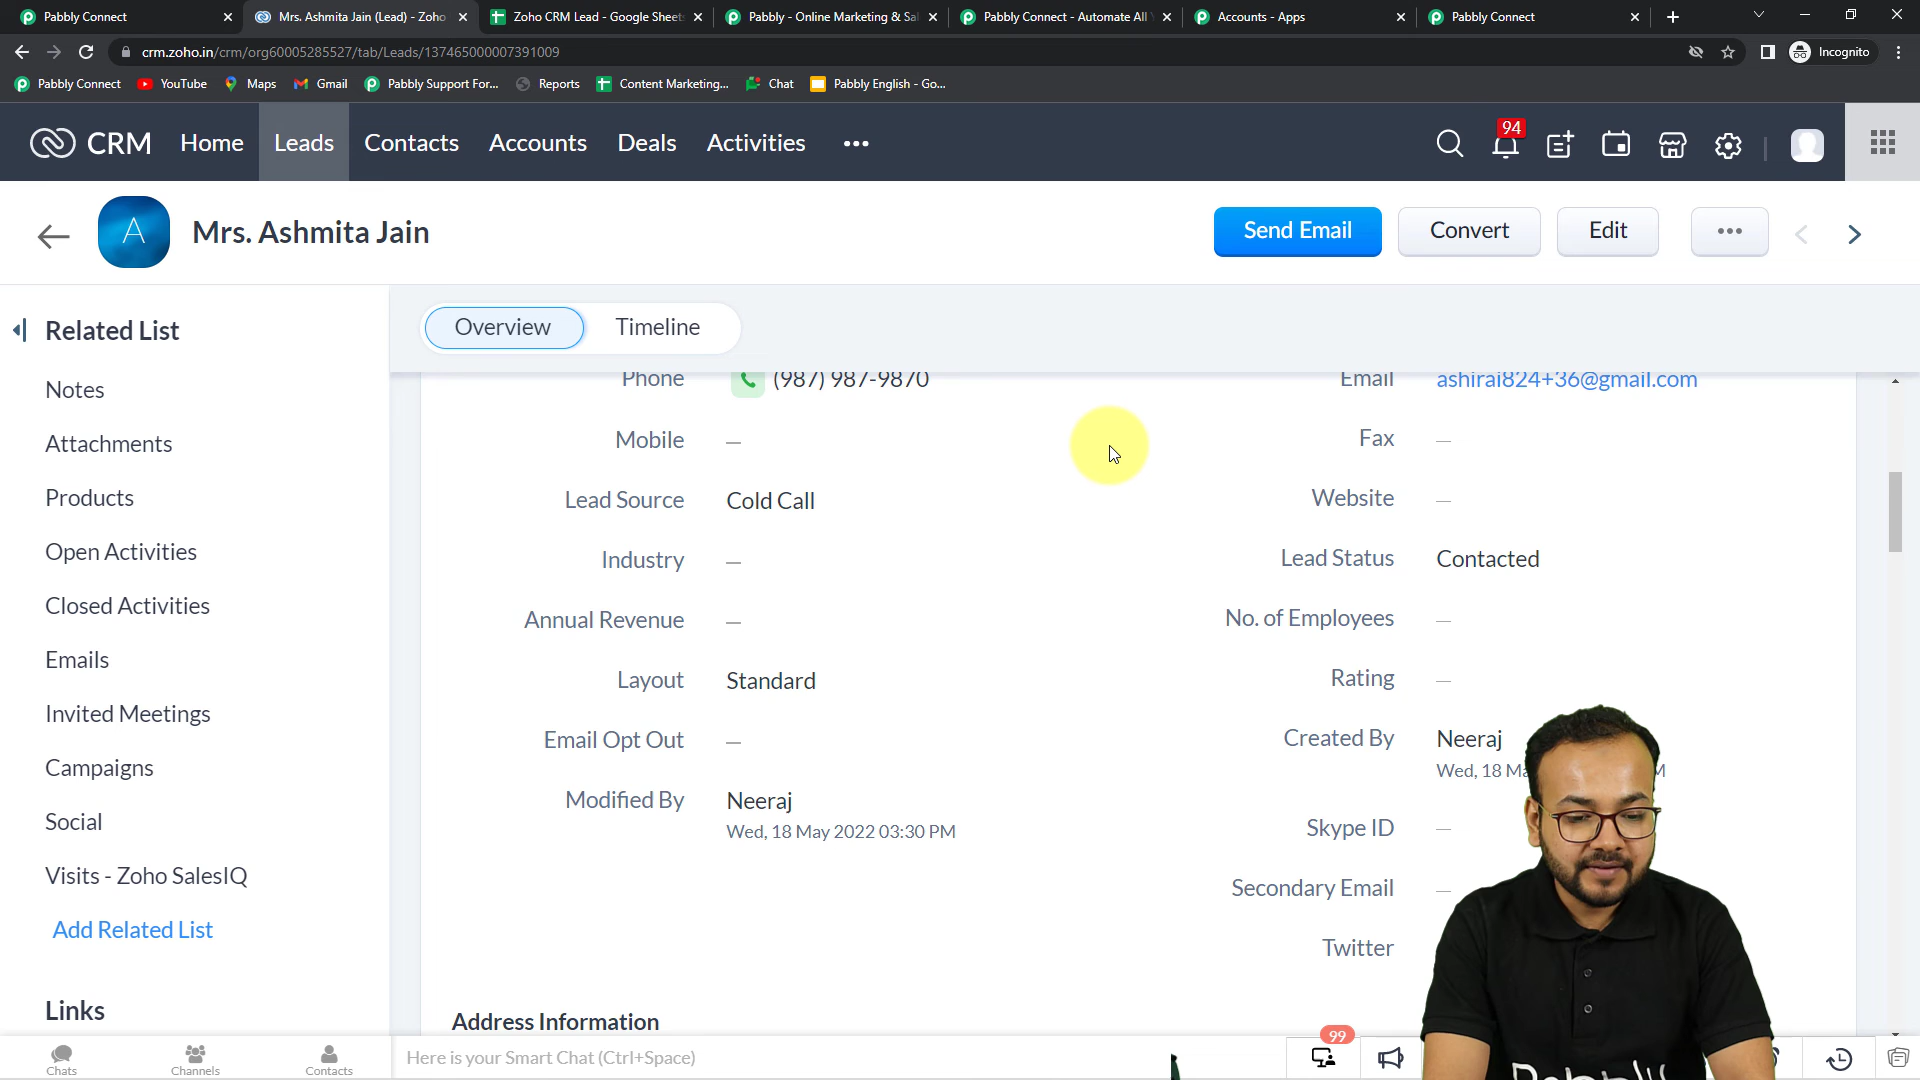 Pabbly Connect
Mrs. Ashmita Jain (Lead) - Zoho
Zoho CRM Lead - Google Sheets
Pabbly - Online Marketing & Sal
Pabbly Connect - Automate All
Accounts - Apps
Pabbly Connect
crm.zoho.in/crm/org60005285527/tab/Leads/137465000007391009
Incognito
Pabbly Connect
YouTube
Maps
Gmail
Pabbly Support For...
Reports
Content Marketing...
Chat
Pabbly English - Go...
CRM
Home
Leads
Contacts
Accounts
Deals
Activities
94
A
Mrs. Ashmita Jain
Send Email
Convert
Edit
Related List
Overview
Timeline
Notes
Attachments
Products
Open Activities
Closed Activities
Emails
Invited Meetings
Campaigns
Social
Visits - Zoho SalesIQ
Add Related List
Links
Phone
(987) 987-9870
Email
ashirai824+36@gmail.com
Mobile
—
Fax
—
Lead Source
Cold Call
Website
—
Industry
—
Lead Status
Contacted
Annual Revenue
—
No. of Employees
—
Layout
Standard
Rating
—
Email Opt Out
—
Created By
Neeraj
Wed, 18 Ma
Modified By
Neeraj
Wed, 18 May 2022 03:30 PM
Skype ID
—
Secondary Email
—
Twitter
Address Information
Chats
Channels
Contacts
Here is your Smart Chat (Ctrl+Space)
99
Pabbly